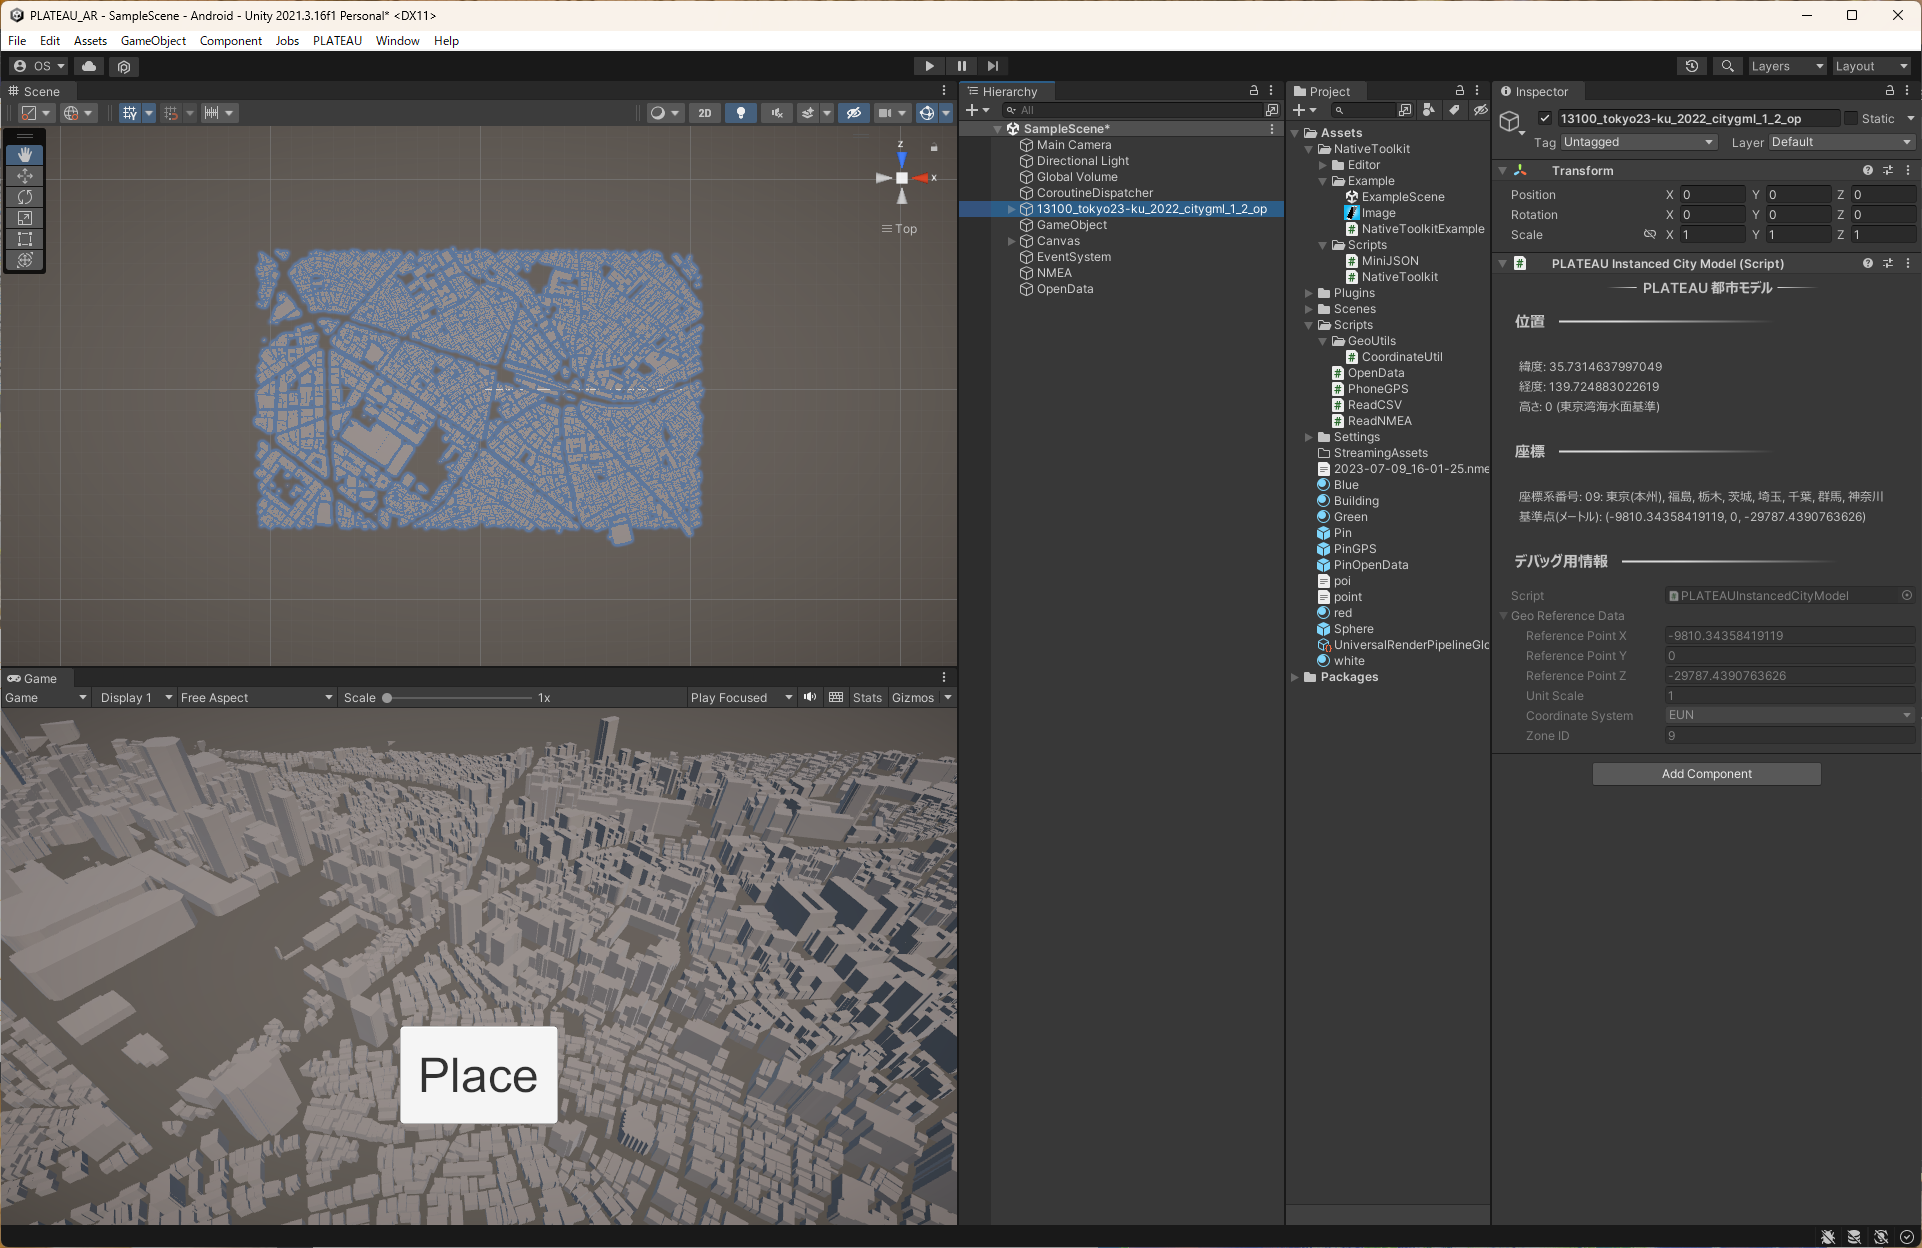 PLATEAU_AR - SampleScene - Android - Unity 2021.3.16f1 Personal* <DX11>
File Edit Assets GameObject Component Jobs PLATEAU Window Help
OS
Layers
Layout
Scene
2D
z
x
Top
Game
Game
Display 1
Free Aspect
Scale
1x
Play Focused
Stats
Gizmos
Place
Hierarchy
All
SampleScene*
Main Camera
Directional Light
Global Volume
CoroutineDispatcher
13100_tokyo23-ku_2022_citygml_1_2_op
GameObject
Canvas
EventSystem
NMEA
OpenData
Project
Assets
NativeToolkit
Editor
Example
ExampleScene
Image
NativeToolkitExample
Scripts
MiniJSON
NativeToolkit
Plugins
Scenes
Scripts
GeoUtils
CoordinateUtil
OpenData
PhoneGPS
ReadCSV
ReadNMEA
Settings
StreamingAssets
2023-07-09_16-01-25.nme
Blue
Building
Green
Pin
PinGPS
PinOpenData
poi
point
red
Sphere
UniversalRenderPipelineGlo
white
Packages
Inspector
13100_tokyo23-ku_2022_citygml_1_2_op
Static
Tag Untagged Layer Default
Transform
Position X 0 Y 0 Z 0
Rotation X 0 Y 0 Z 0
Scale X 1 Y 1 Z 1
PLATEAU Instanced City Model (Script)
PLATEAU 都市モデル
位置
緯度: 35.7314637997049
経度: 139.724883022619
高さ: 0 (東京湾海水面基準)
座標
座標系番号: 09: 東京(本州), 福島, 栃木, 茨城, 埼玉, 千葉, 群馬, 神奈川
基準点(メートル): (-9810.34358419119, 0, -29787.4390763626)
デバッグ用情報
Script PLATEAUInstancedCityModel
Geo Reference Data
Reference Point X -9810.34358419119
Reference Point Y 0
Reference Point Z -29787.4390763626
Unit Scale 1
Coordinate System EUN
Zone ID 9
Add Component